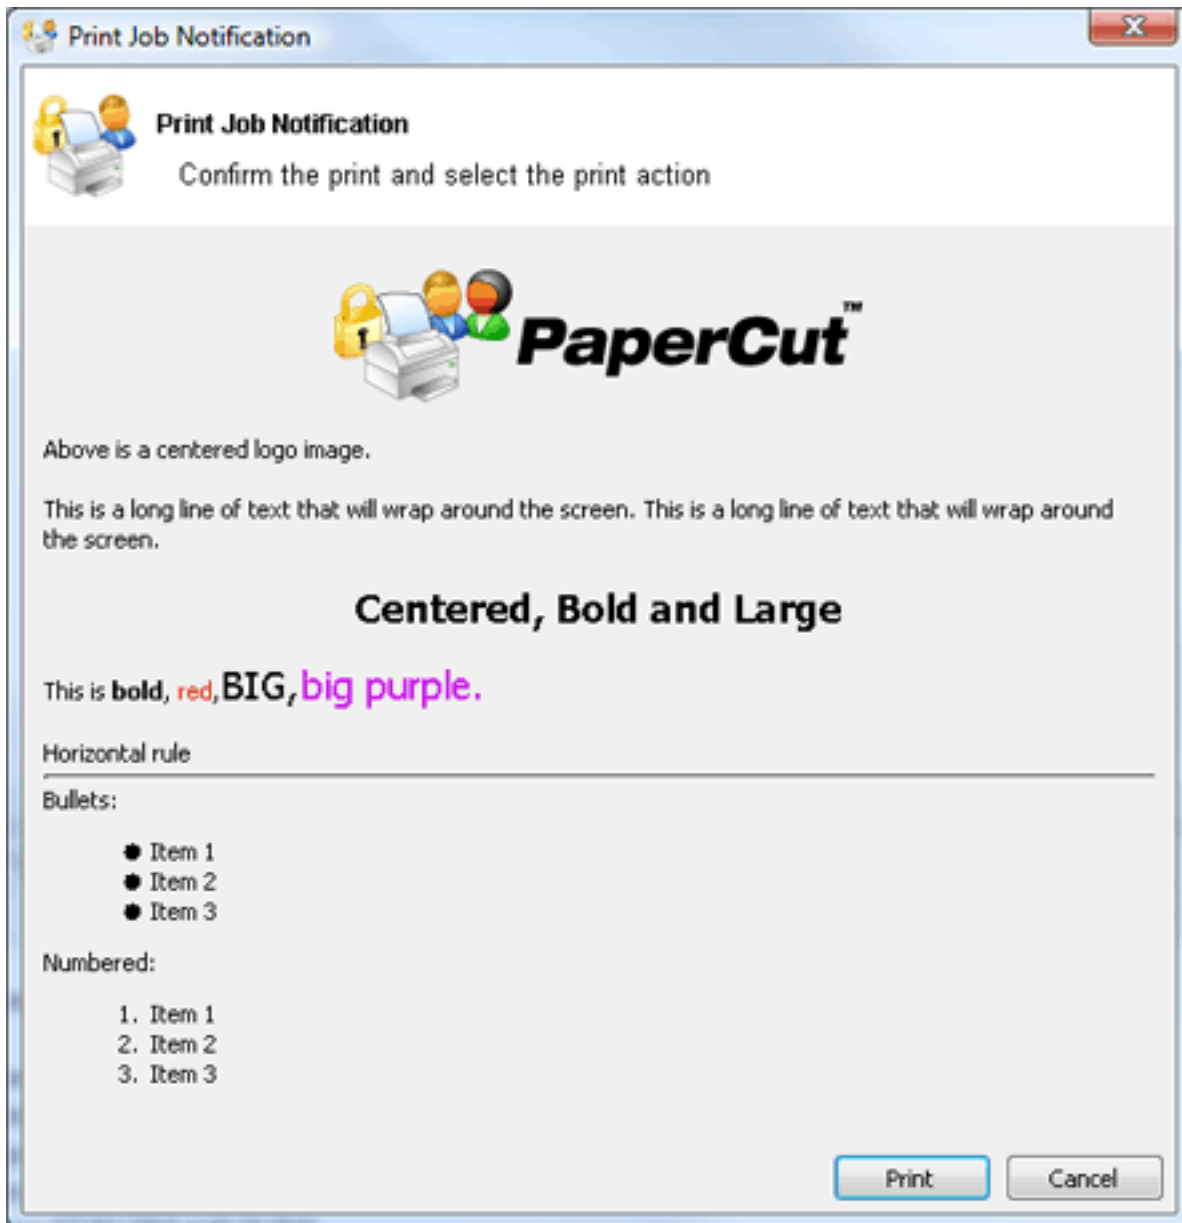 Print Job Notification
Print Job Notification
Confirm the print and select the print action
PaperCut™
Above is a centered logo image.
This is a long line of text that will wrap around the screen. This is a long line of text that will wrap around
the screen.
Centered, Bold and Large
This is bold, red, BIG, big purple.
Horizontal rule
Bullets:
● Item 1
● Item 2
● Item 3
Numbered:
1. Item 1
2. Item 2
3. Item 3
Print Cancel